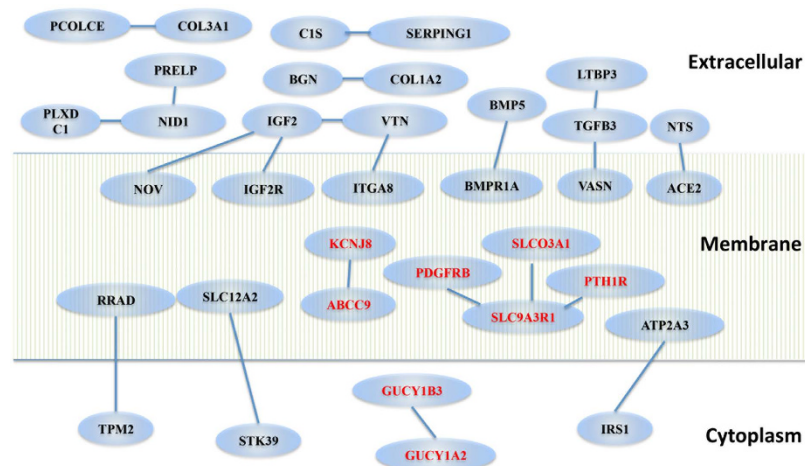 PCOLCE
COL3A1
C1S
SERPING1
Extracellular
PRELP
BGN
COL1A2
LTBP3
BMP5
PLXD
C1
NID1
IGF2
VTN
TGFB3
NTS
NOV
IGF2R
ITGA8
BMPR1A
VASN
ACE2
KCNJ8
SLCO3A1
Membrane
PDGFRB
PTH1R
RRAD
SLC12A2
ABCC9
SLC9A3R1
ATP2A3
GUCY1B3
TPM2
STK39
GUCY1A2
IRS1
Cytoplasm